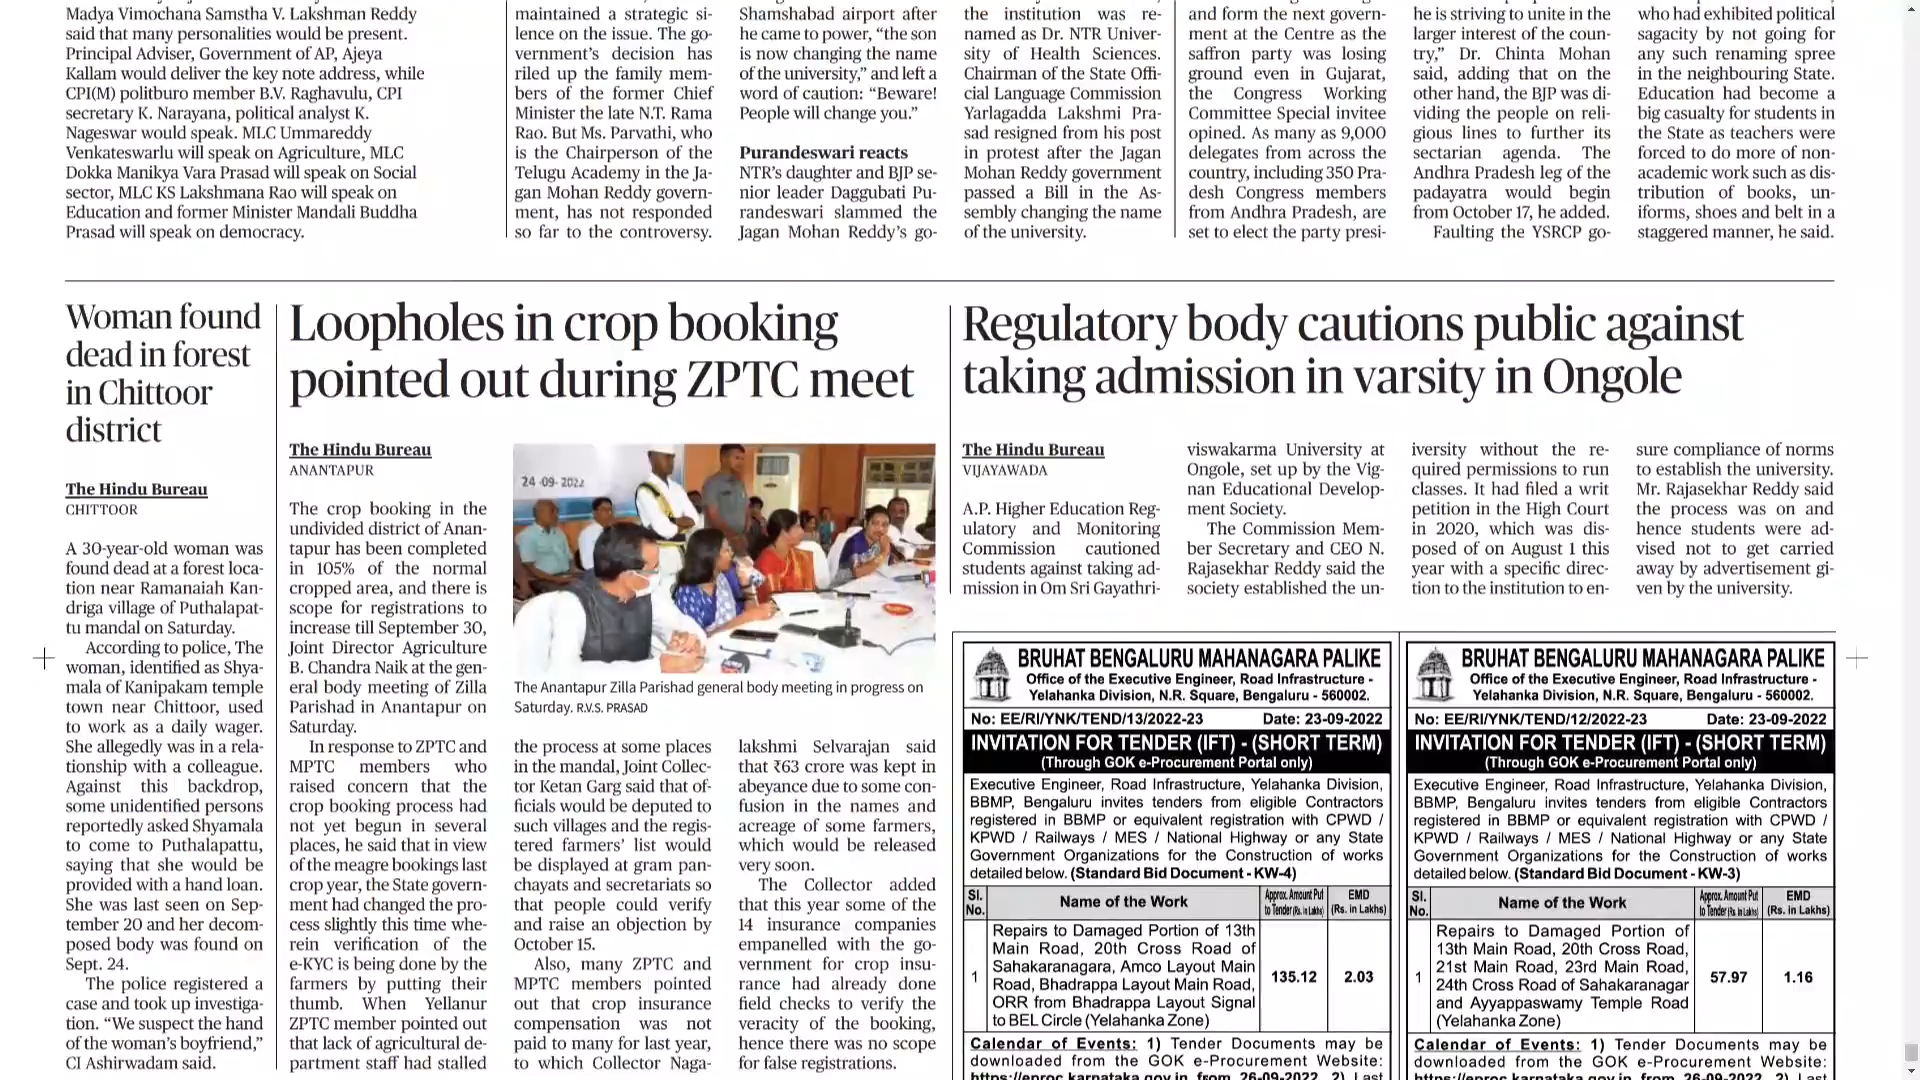 Madya Vimochana Samstha V. Lakshman Reddy
said that many personalities would be present.
Principal Adviser, Government of AP, Ajeya
Kallam would deliver the key note address, while
CPI(M) politburo member B.V. Raghavulu, CPI
secretary K. Narayana, political analyst K.
Nageswar would speak. MLC Ummareddy
Venkateswarlu will speak on Agriculture, MLC
Dokka Manikya Vara Prasad will speak on Social
sector, MLC KS Lakshmana Rao will speak on
Education and former Minister Mandali Buddha
Prasad will speak on democracy.
maintained a strategic si-
lence on the issue. The go-
vernment's decision has
riled up the family mem-
bers of the former Chief
Minister the late N.T. Rama
Rao. But Ms. Parvathi, who
is the Chairperson of the
Telugu Academy in the Ja-
gan Mohan Reddy govern-
ment, has not responded
so far to the controversy.
Shamshabad airport after
he came to power, “the son
is now changing the name
of the university,” and left a
word of caution: “Beware!
People will change you.”
Purandeswari reacts
NTR's daughter and BJP se-
nior leader Daggubati Pu-
randeswari slammed the
Jagan Mohan Reddy's go-
the institution was re-
named as Dr. NTR Univer-
sity of Health Sciences.
Chairman of the State Offi-
cial Language Commission
Yarlagadda Lakshmi Pra-
sad resigned from his post
in protest after the Jagan
Mohan Reddy government
passed a Bill in the As-
sembly changing the name
of the university.
and form the next govern-
ment at the Centre as the
saffron party was losing
ground even in Gujarat,
the Congress Working
Committee Special invitee
opined. As many as 9,000
delegates from across the
country, including 350 Pra-
desh Congress members
from Andhra Pradesh, are
set to elect the party presi-
he is striving to unite in the
larger interest of the coun-
try,” Dr. Chinta Mohan
said, adding that on the
other hand, the BJP was di-
viding the people on reli-
gious lines to further its
sectarian agenda. The
Andhra Pradesh leg of the
padayatra would begin
from October 17, he added.
Faulting the YSRCP go-
who had exhibited political
sagacity by not going for
any such renaming spree
in the neighbouring State.
Education had become a
big casualty for students in
the State as teachers were
forced to do more of non-
academic work such as dis-
tribution of books, un-
iforms, shoes and belt in a
staggered manner, he said.
Woman found
dead in forest
in Chittoor
district
The Hindu Bureau
CHITTOOR
A 30-year-old woman was
found dead at a forest loca-
tion near Ramanaiah Kan-
driga village of Puthalapat-
tu mandal on Saturday.
According to police, The
woman, identified as Shya-
mala of Kanipakam temple
town near Chittoor, used
to work as a daily wager.
She allegedly was in a rela-
tionship with a colleague.
Against this backdrop,
some unidentified persons
reportedly asked Shyamala
to come to Puthalapattu,
saying that she would be
provided with a hand loan.
She was last seen on Sep-
tember 20 and her decom-
posed body was found on
Sept. 24.
The police registered a
case and took up investiga-
tion. “We suspect the hand
of the woman's boyfriend,”
CI Ashirwadam said.
Loopholes in crop booking
pointed out during ZPTC meet
The Hindu Bureau
ANANTAPUR
The crop booking in the
undivided district of Anan-
tapur has been completed
in 105% of the normal
cropped area, and there is
scope for registrations to
increase till September 30,
Joint Director Agriculture
B. Chandra Naik at the gen-
eral body meeting of Zilla
Parishad in Anantapur on
Saturday.
In response to ZPTC and
MPTC members who
raised concern that the
crop booking process had
not yet begun in several
places, he said that in view
of the meagre bookings last
crop year, the State govern-
ment had changed the pro-
cess slightly this time whe-
rein verification of the
e-KYC is being done by the
farmers by putting their
thumb. When Yellanur
ZPTC member pointed out
that lack of agricultural de-
partment staff had stalled
24-09-2022
The Anantapur Zilla Parishad general body meeting in progress on
Saturday. R.V.S. PRASAD
the process at some places
in the mandal, Joint Collec-
tor Ketan Garg said that of-
ficials would be deputed to
such villages and the regis-
tered farmers' list would
be displayed at gram pan-
chayats and secretariats so
that people could verify
and raise an objection by
October 15.
Also, many ZPTC and
MPTC members pointed
out that crop insurance
compensation was not
paid to many for last year,
to which Collector Naga-
lakshmi Selvarajan said
that ₹63 crore was kept in
abeyance due to some con-
fusion in the names and
acreage of some farmers,
which would be released
very soon.
The Collector added
that this year some of the
14 insurance companies
empanelled with the go-
vernment for crop insu-
rance had already done
field checks to verify the
veracity of the booking,
hence there was no scope
for false registrations.
Regulatory body cautions public against
taking admission in varsity in Ongole
The Hindu Bureau
VIJAYAWADA
A.P. Higher Education Reg-
ulatory and Monitoring
Commission cautioned
students against taking ad-
mission in Om Sri Gayathri-
viswakarma University at
Ongole, set up by the Vig-
nan Educational Develop-
ment Society.
The Commission Mem-
ber Secretary and CEO N.
Rajasekhar Reddy said the
society established the un-
iversity without the re-
quired permissions to run
classes. It had filed a writ
petition in the High Court
in 2020, which was dis-
posed of on August 1 this
year with a specific direc-
tion to the institution to en-
sure compliance of norms
to establish the university.
Mr. Rajasekhar Reddy said
the process was on and
hence students were ad-
vised not to get carried
away by advertisement gi-
ven by the university.
BRUHAT BENGALURU MAHANAGARA PALIKE
Office of the Executive Engineer, Road Infrastructure -
Yelahanka Division, N.R. Square, Bengaluru - 560002.
No: EE/RI/YNK/TEND/13/2022-23 Date: 23-09-2022
INVITATION FOR TENDER (IFT) - (SHORT TERM)
(Through GOK e-Procurement Portal only)
Executive Engineer, Road Infrastructure, Yelahanka Division,
BBMP, Bengaluru invites tenders from eligible Contractors
registered in BBMP or equivalent registration with CPWD /
KPWD / Railways / MES / National Highway or any State
Government Organizations for the Construction of works
detailed below. (Standard Bid Document - KW-4)
Sl. No. Name of the Work Approx. Amount Put to Tender (Rs. in Lakhs) EMD (Rs. in Lakhs)
Repairs to Damaged Portion of 13th
Main Road, 20th Cross Road of
Sahakaranagara, Amco Layout Main
1 Road, Bhadrappa Layout Main Road, 135.12 2.03
ORR from Bhadrappa Layout Signal
to BEL Circle (Yelahanka Zone)
Calendar of Events: 1) Tender Documents may be
downloaded from the GOK e-Procurement Website:
https://eproc.karnataka.gov.in from 26-09-2022 2) Last
BRUHAT BENGALURU MAHANAGARA PALIKE
Office of the Executive Engineer, Road Infrastructure -
Yelahanka Division, N.R. Square, Bengaluru - 560002.
No: EE/RI/YNK/TEND/12/2022-23 Date: 23-09-2022
INVITATION FOR TENDER (IFT) - (SHORT TERM)
(Through GOK e-Procurement Portal only)
Executive Engineer, Road Infrastructure, Yelahanka Division,
BBMP, Bengaluru invites tenders from eligible Contractors
registered in BBMP or equivalent registration with CPWD /
KPWD / Railways / MES / National Highway or any State
Government Organizations for the Construction of works
detailed below. (Standard Bid Document - KW-3)
Sl. No. Name of the Work Approx. Amount Put to Tender (Rs. in Lakhs) EMD (Rs. in Lakhs)
Repairs to Damaged Portion of
13th Main Road, 20th Cross Road,
21st Main Road, 23rd Main Road,
1 24th Cross Road of Sahakaranagar 57.97 1.16
and Ayyappaswamy Temple Road
(Yelahanka Zone)
Calendar of Events: 1) Tender Documents may be
downloaded from the GOK e-Procurement Website:
https://eproc.karnataka.gov.in from 26-09-2022 2) Last